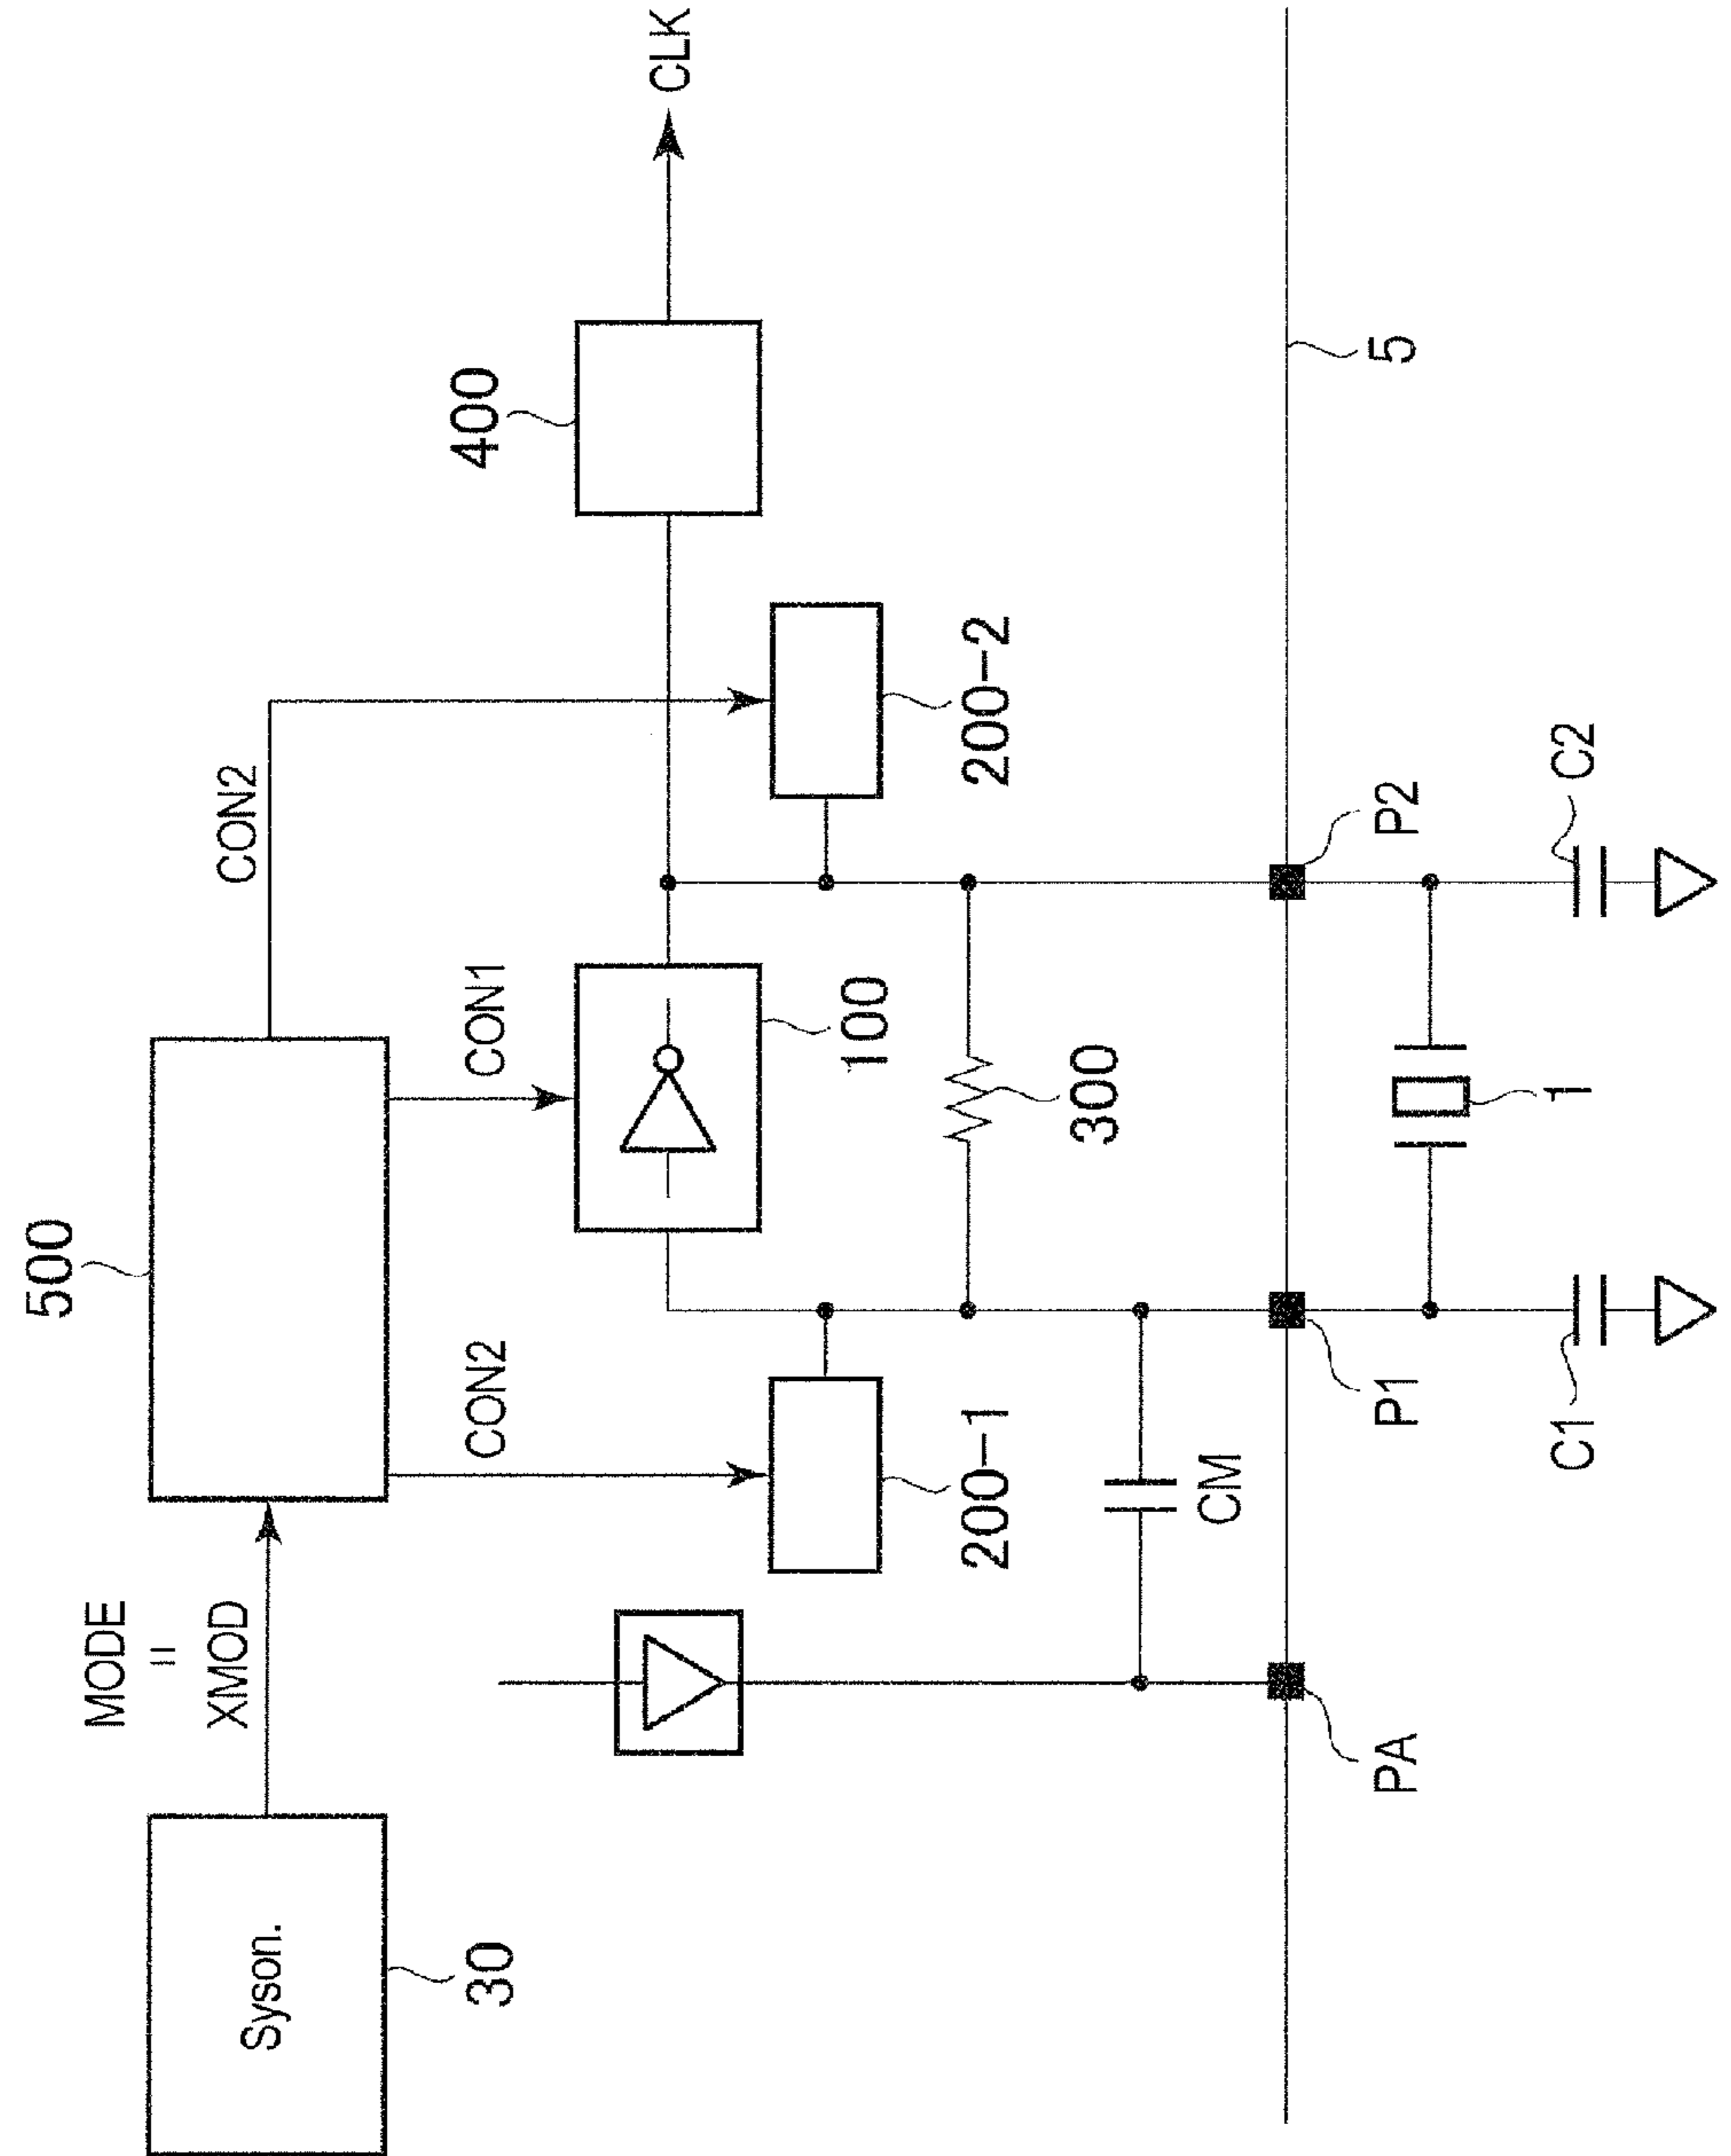 Syson.
30
MODE
=
XMOD
500
CON2
CON2
CON1
100
200-1
200-2
300
400
CLK
CM
5
PA
P1
P2
C1
C2
1